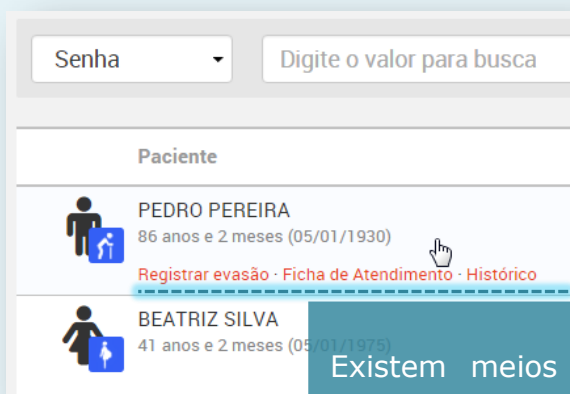 Senha
Digite o valor para busca
Paciente
PEDRO PEREIRA
86 anos e 2 meses (05/01/1930)
Registrar evasão · Ficha de Atendimento · Histórico
BEATRIZ SILVA
41 anos e 2 meses (05/01/1975)
Existem meios